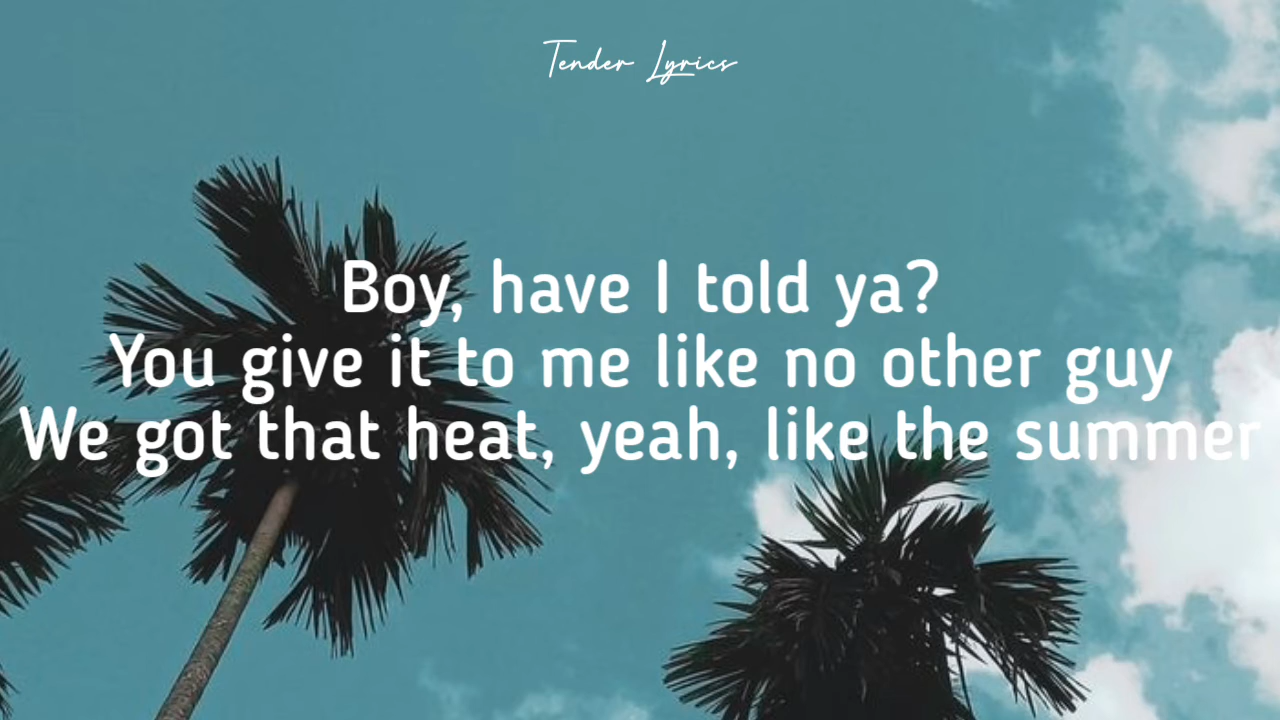 Tender Lyrics
Boy, have I told ya?
You give it to me like no other guy
We got that heat, yeah, like the summer